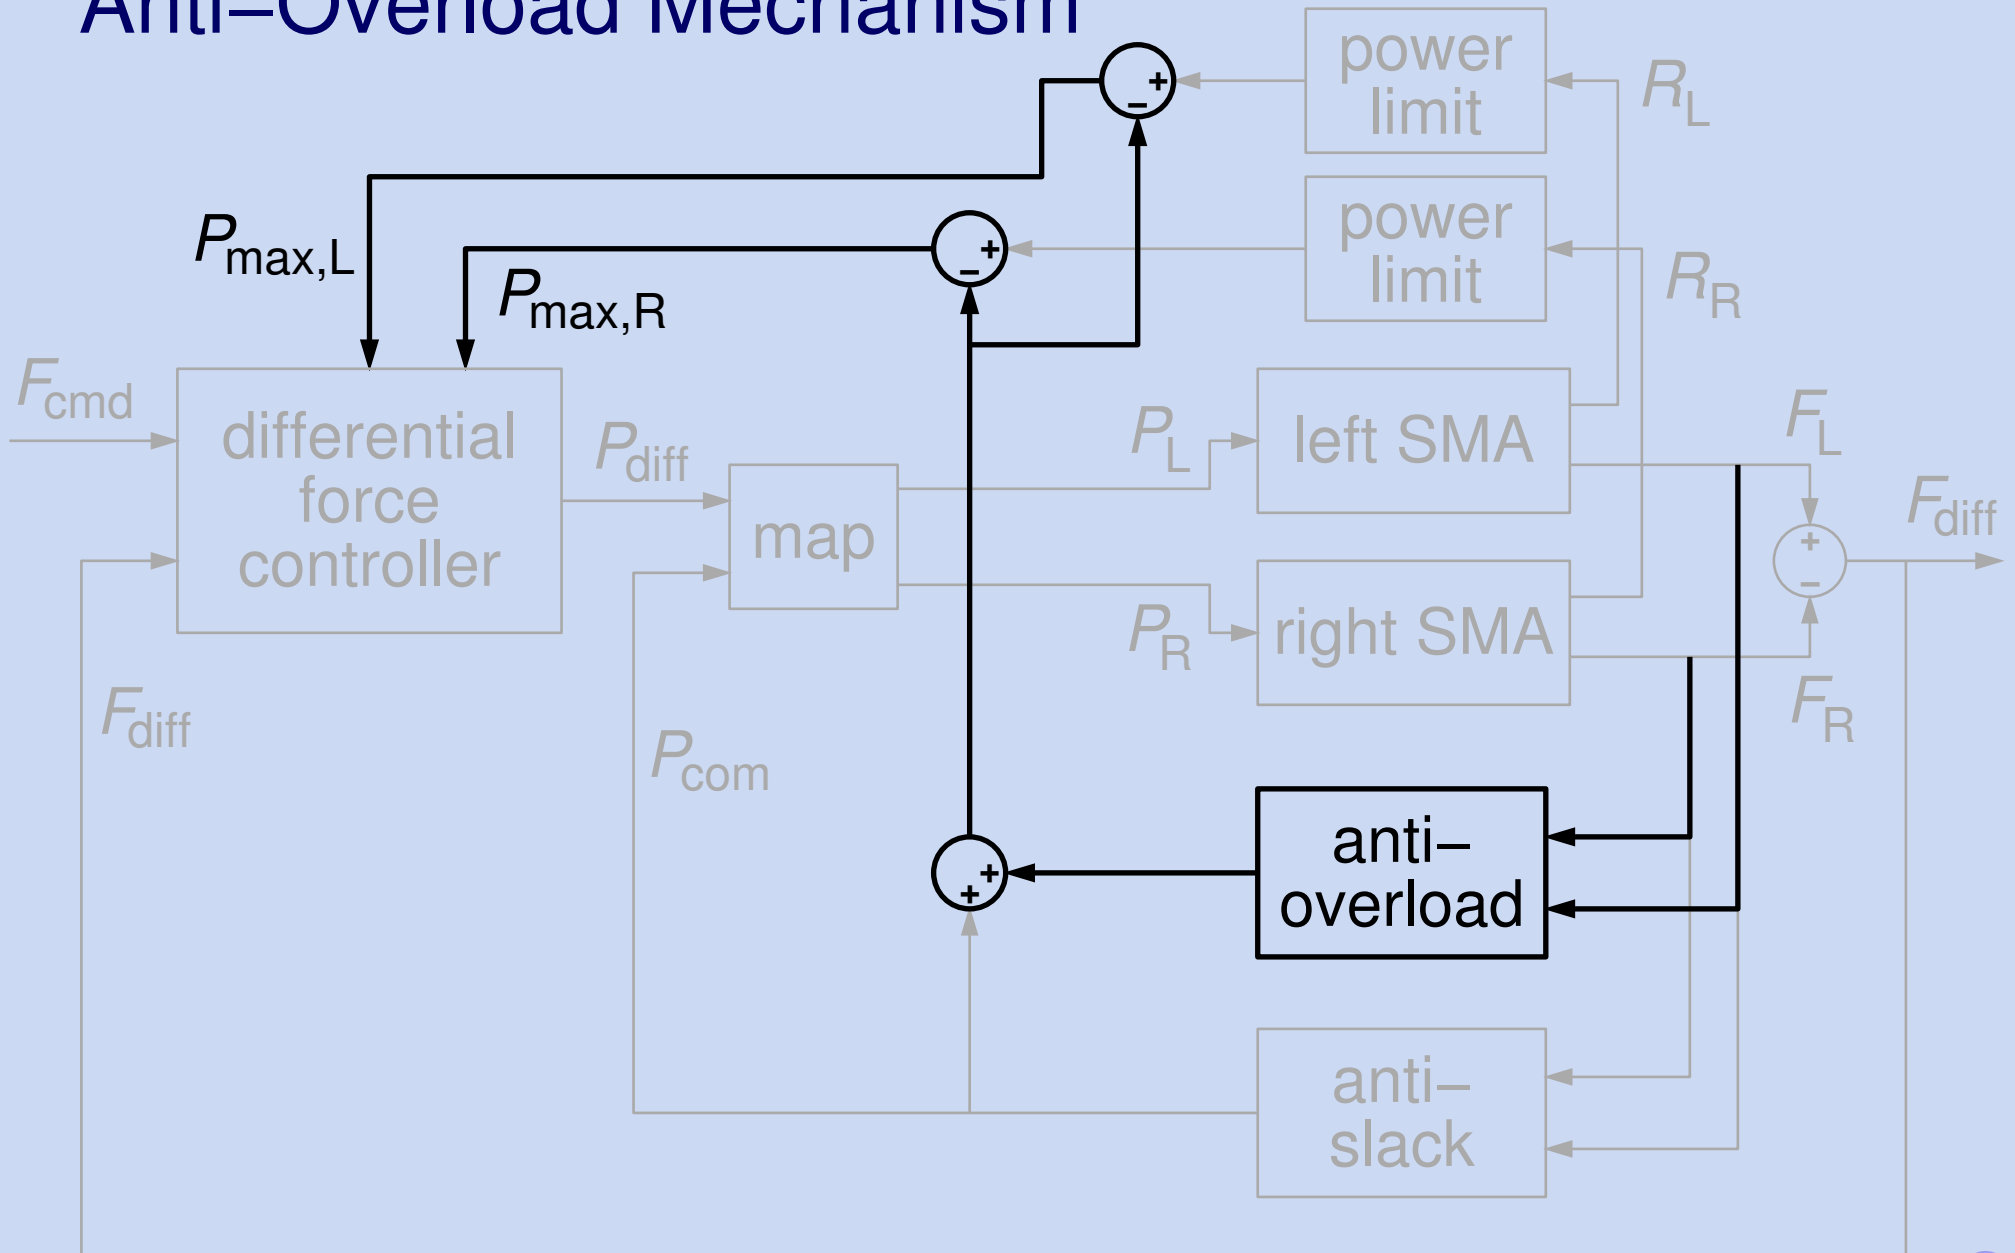 Anti–Overload Mechanism
power
limit
R_L
P_max,L
power
limit
R_R
P_max,R
F_cmd
differential
force
controller
P_diff
map
P_L
left SMA
F_L
F_diff
P_R
right SMA
F_R
F_diff
P_com
anti–
overload
anti–
slack
+
–
+
–
+
–
+
+